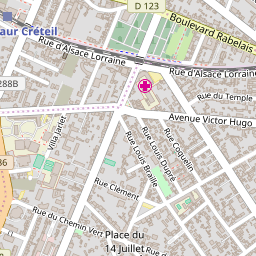 D 123
Boulevard Rabelais
aur Créteil
Rue d'Alsace Lorraine
Rue d'Alsace Lorraine
288B
Rue du Temple
Avenue Victor Hugo
Villa Jarlet
Rue Coquelin
Rue Louis Dupré
Rue Louis Braille
86
Rue Clément
Rue du Chemin Vert
Place du
14 Juillet